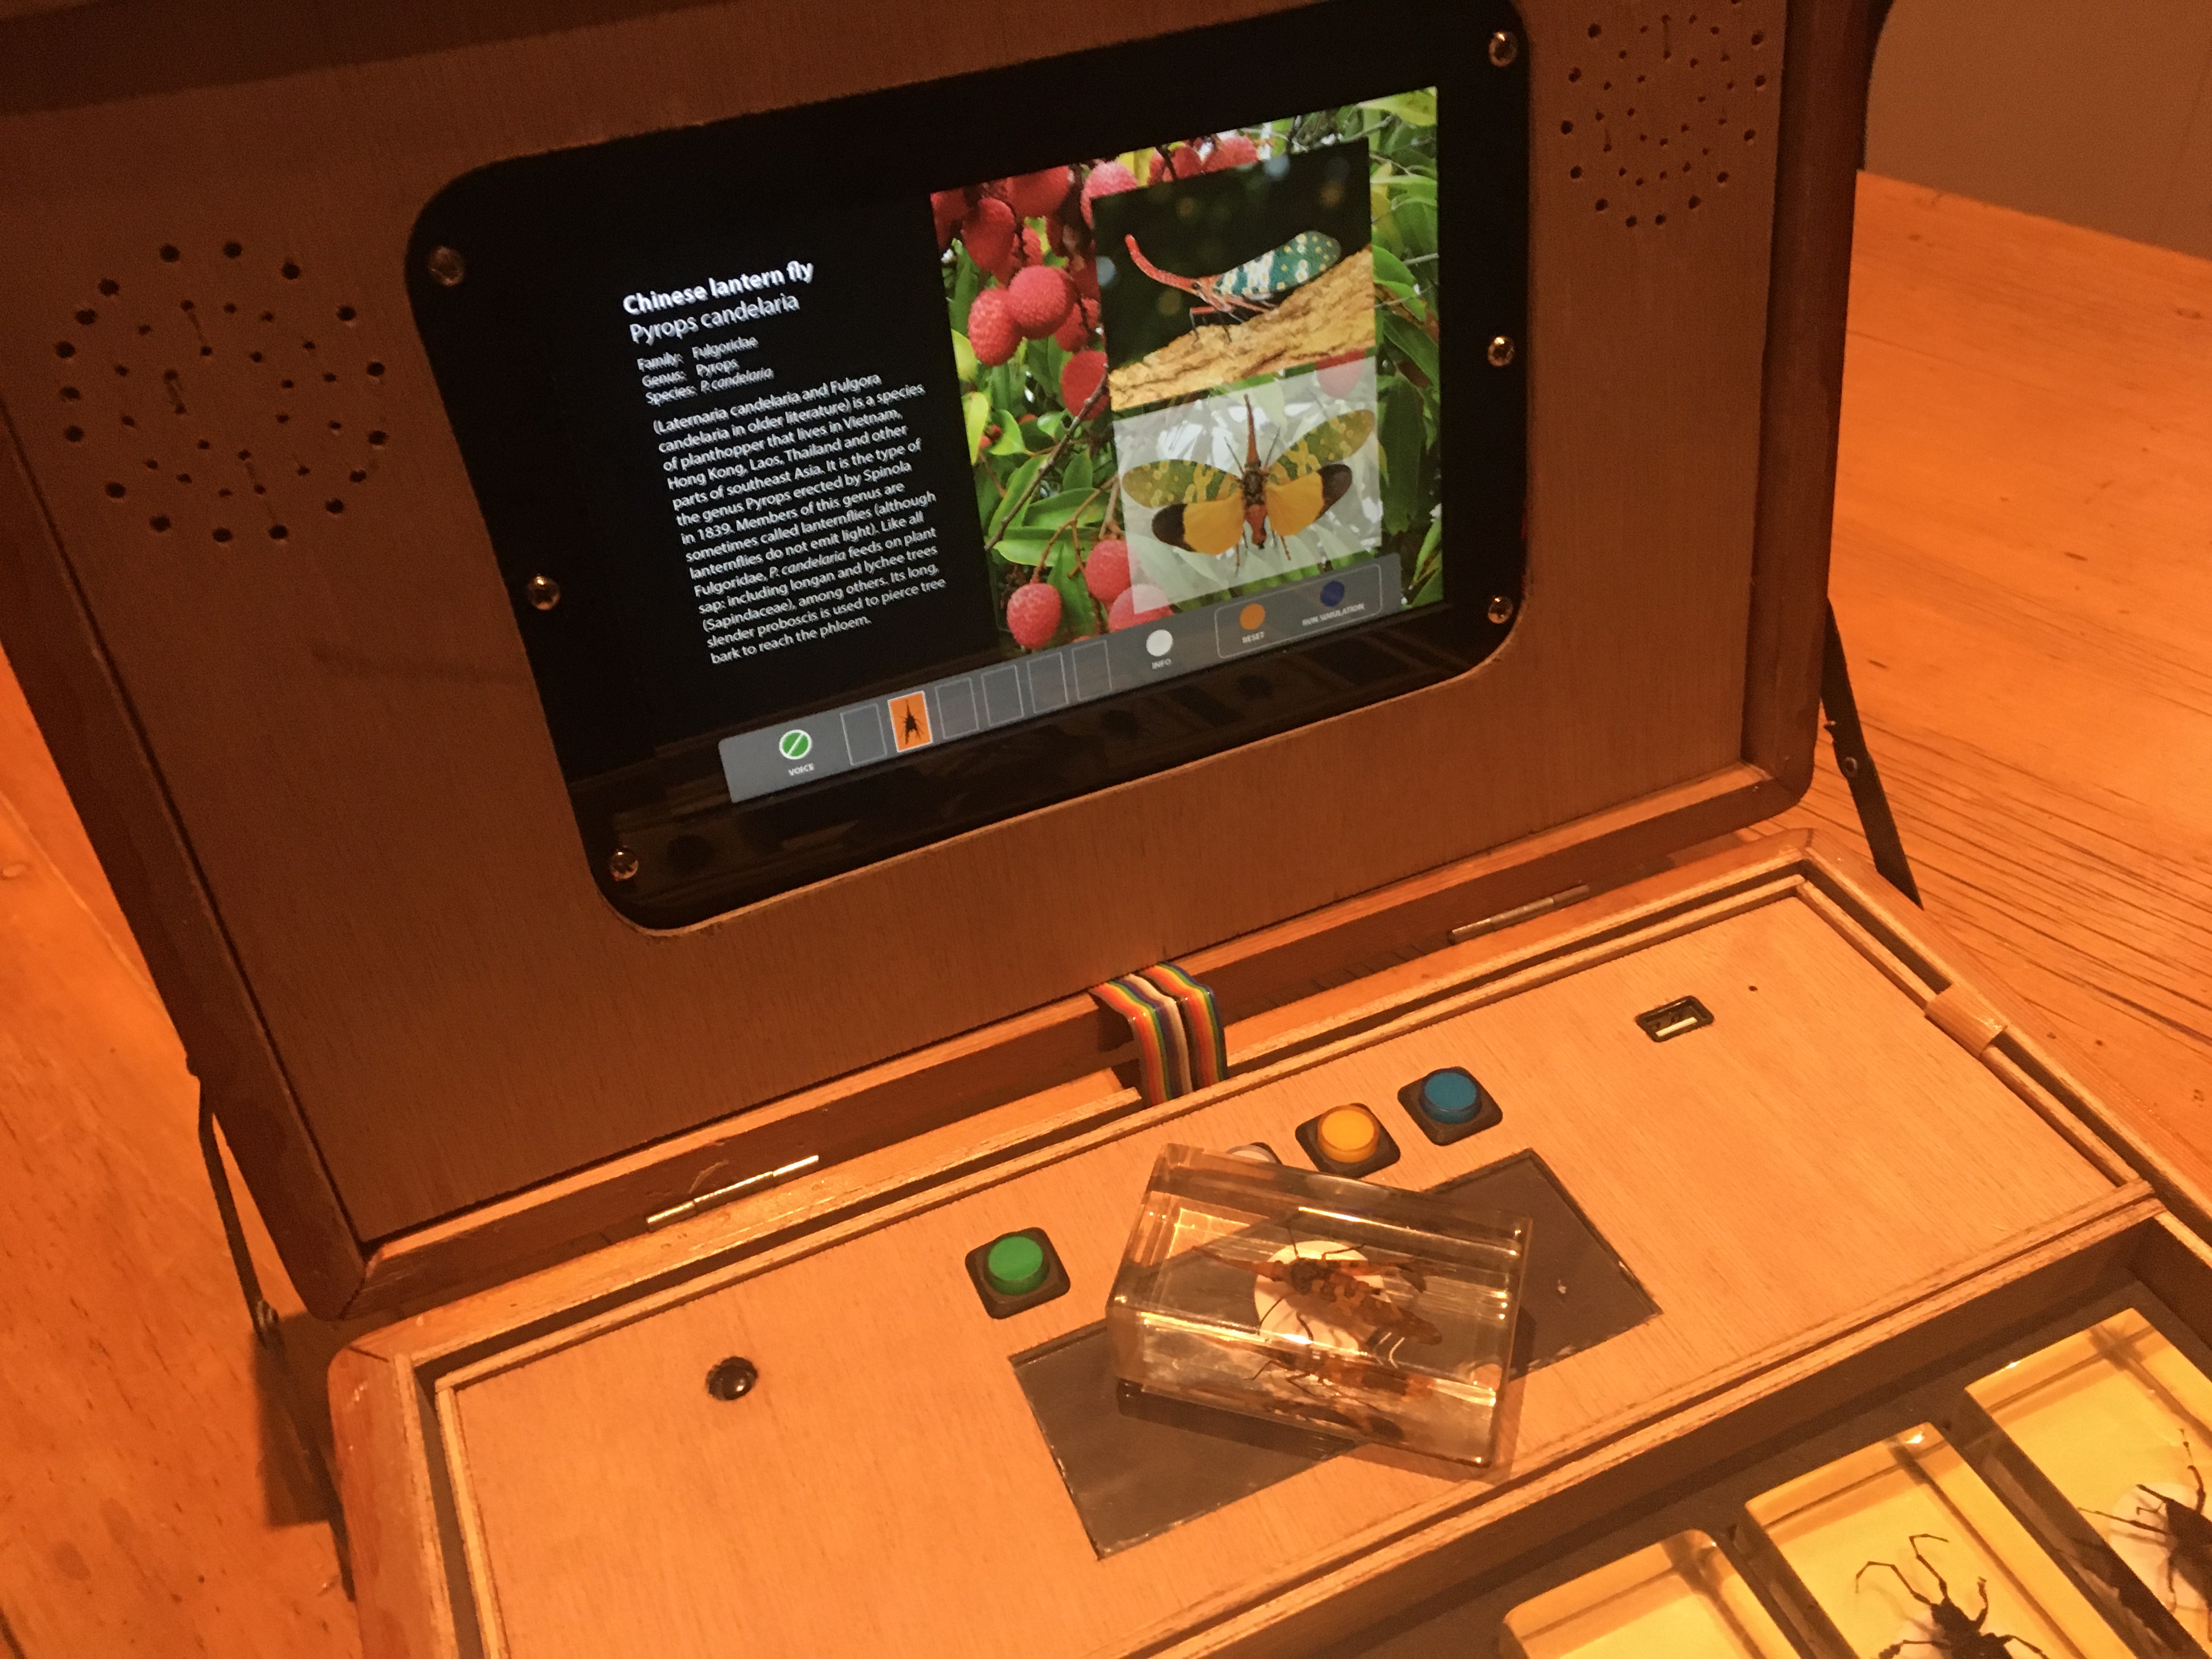 Chinese lantern fly
Pyrops candelaria
Family: Fulgoridae
Genus: Pyrops
Species: P. candelaria
(Laternaria candelaria and Fulgora
candelaria in older literature) is a species
of planthopper that lives in Vietnam,
Hong Kong, Laos, Thailand and other
parts of southeast Asia. It is the type of
the genus Pyrops erected by Spinola
in 1839. Members of this genus are
sometimes called lanternflies (although
lanternflies do not emit light). Like all
Fulgoridae, P. candelaria feeds on plant
sap: including longan and lychee trees
(Sapindaceae), among others. Its long,
slender proboscis is used to pierce tree
bark to reach the phloem.
VOICE
INFO
RESET
RUN SIMULATION